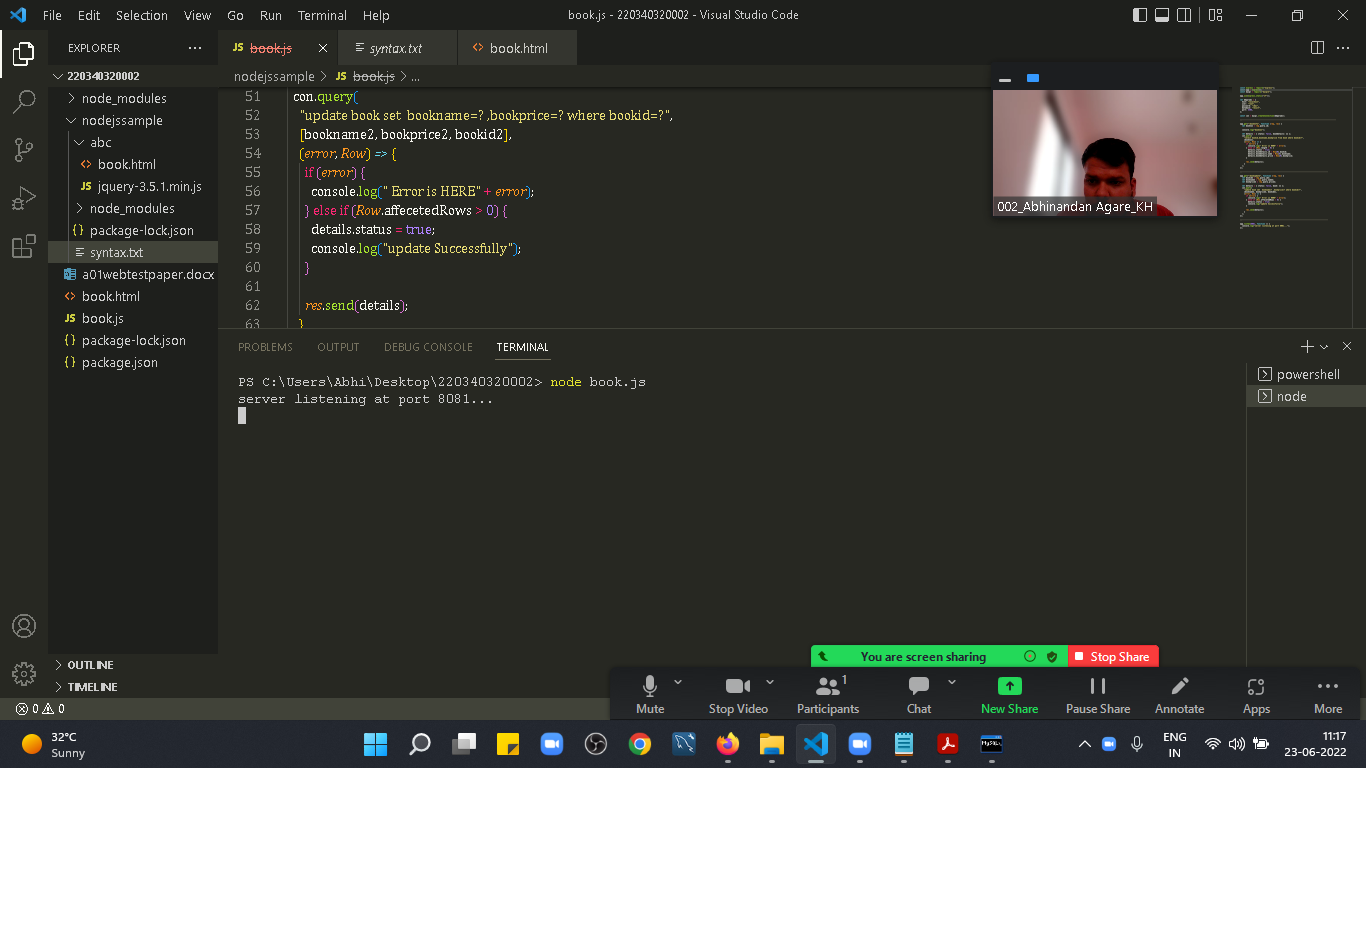 File Edit Selection View Go Run Terminal Help
book.js - 220340320002 - Visual Studio Code
EXPLORER
220340320002
node_modules
nodejssample
abc
book.html
jquery-3.5.1.min.js
node_modules
package-lock.json
syntax.txt
a01webtestpaper.docx
book.html
book.js
package-lock.json
package.json
OUTLINE
TIMELINE
JS book.js
syntax.txt
book.html
nodejssample > JS book.js > ...
51 con.query(
52 "update book set bookname=? ,bookprice=? where bookid=?",
53 [bookname2, bookprice2, bookid2],
54 (error, Row) => {
55 if (error) {
56 console.log(" Error is HERE" + error);
57 } else if (Row.affecetedRows > 0) {
58 details.status = true;
59 console.log("update Successfully");
60 }
61
62 res.send(details);
63 }
002_Abhinandan Agare_KH
PROBLEMS OUTPUT DEBUG CONSOLE TERMINAL
PS C:\Users\Abhi\Desktop\220340320002> node book.js
server listening at port 8081...
powershell
node
You are screen sharing
Stop Share
0 0
Mute
Stop Video
Participants 1
Chat
New Share
Pause Share
Annotate
Apps
More
32°C
Sunny
ENG
IN
11:17
23-06-2022